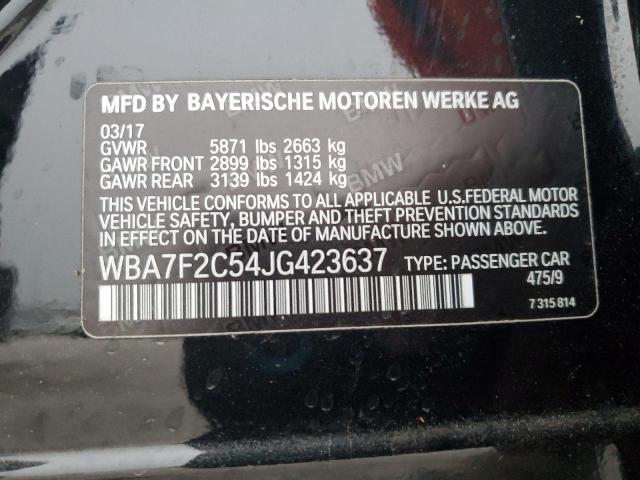 MFD BY BAYERISCHE MOTOREN WERKE AG
03/17
GVWR 5871 lbs 2663 kg
GAWR FRONT 2899 lbs 1315 kg
GAWR REAR 3139 lbs 1424 kg
THIS VEHICLE CONFORMS TO ALL APPLICABLE U.S.FEDERAL MOTOR
VEHICLE SAFETY, BUMPER AND THEFT PREVENTION STANDARDS
IN EFFECT ON THE DATE OF MANUFACTURE SHOWN ABOVE.
WBA7F2C54JG423637 TYPE: PASSENGER CAR
475/9
7 315 814